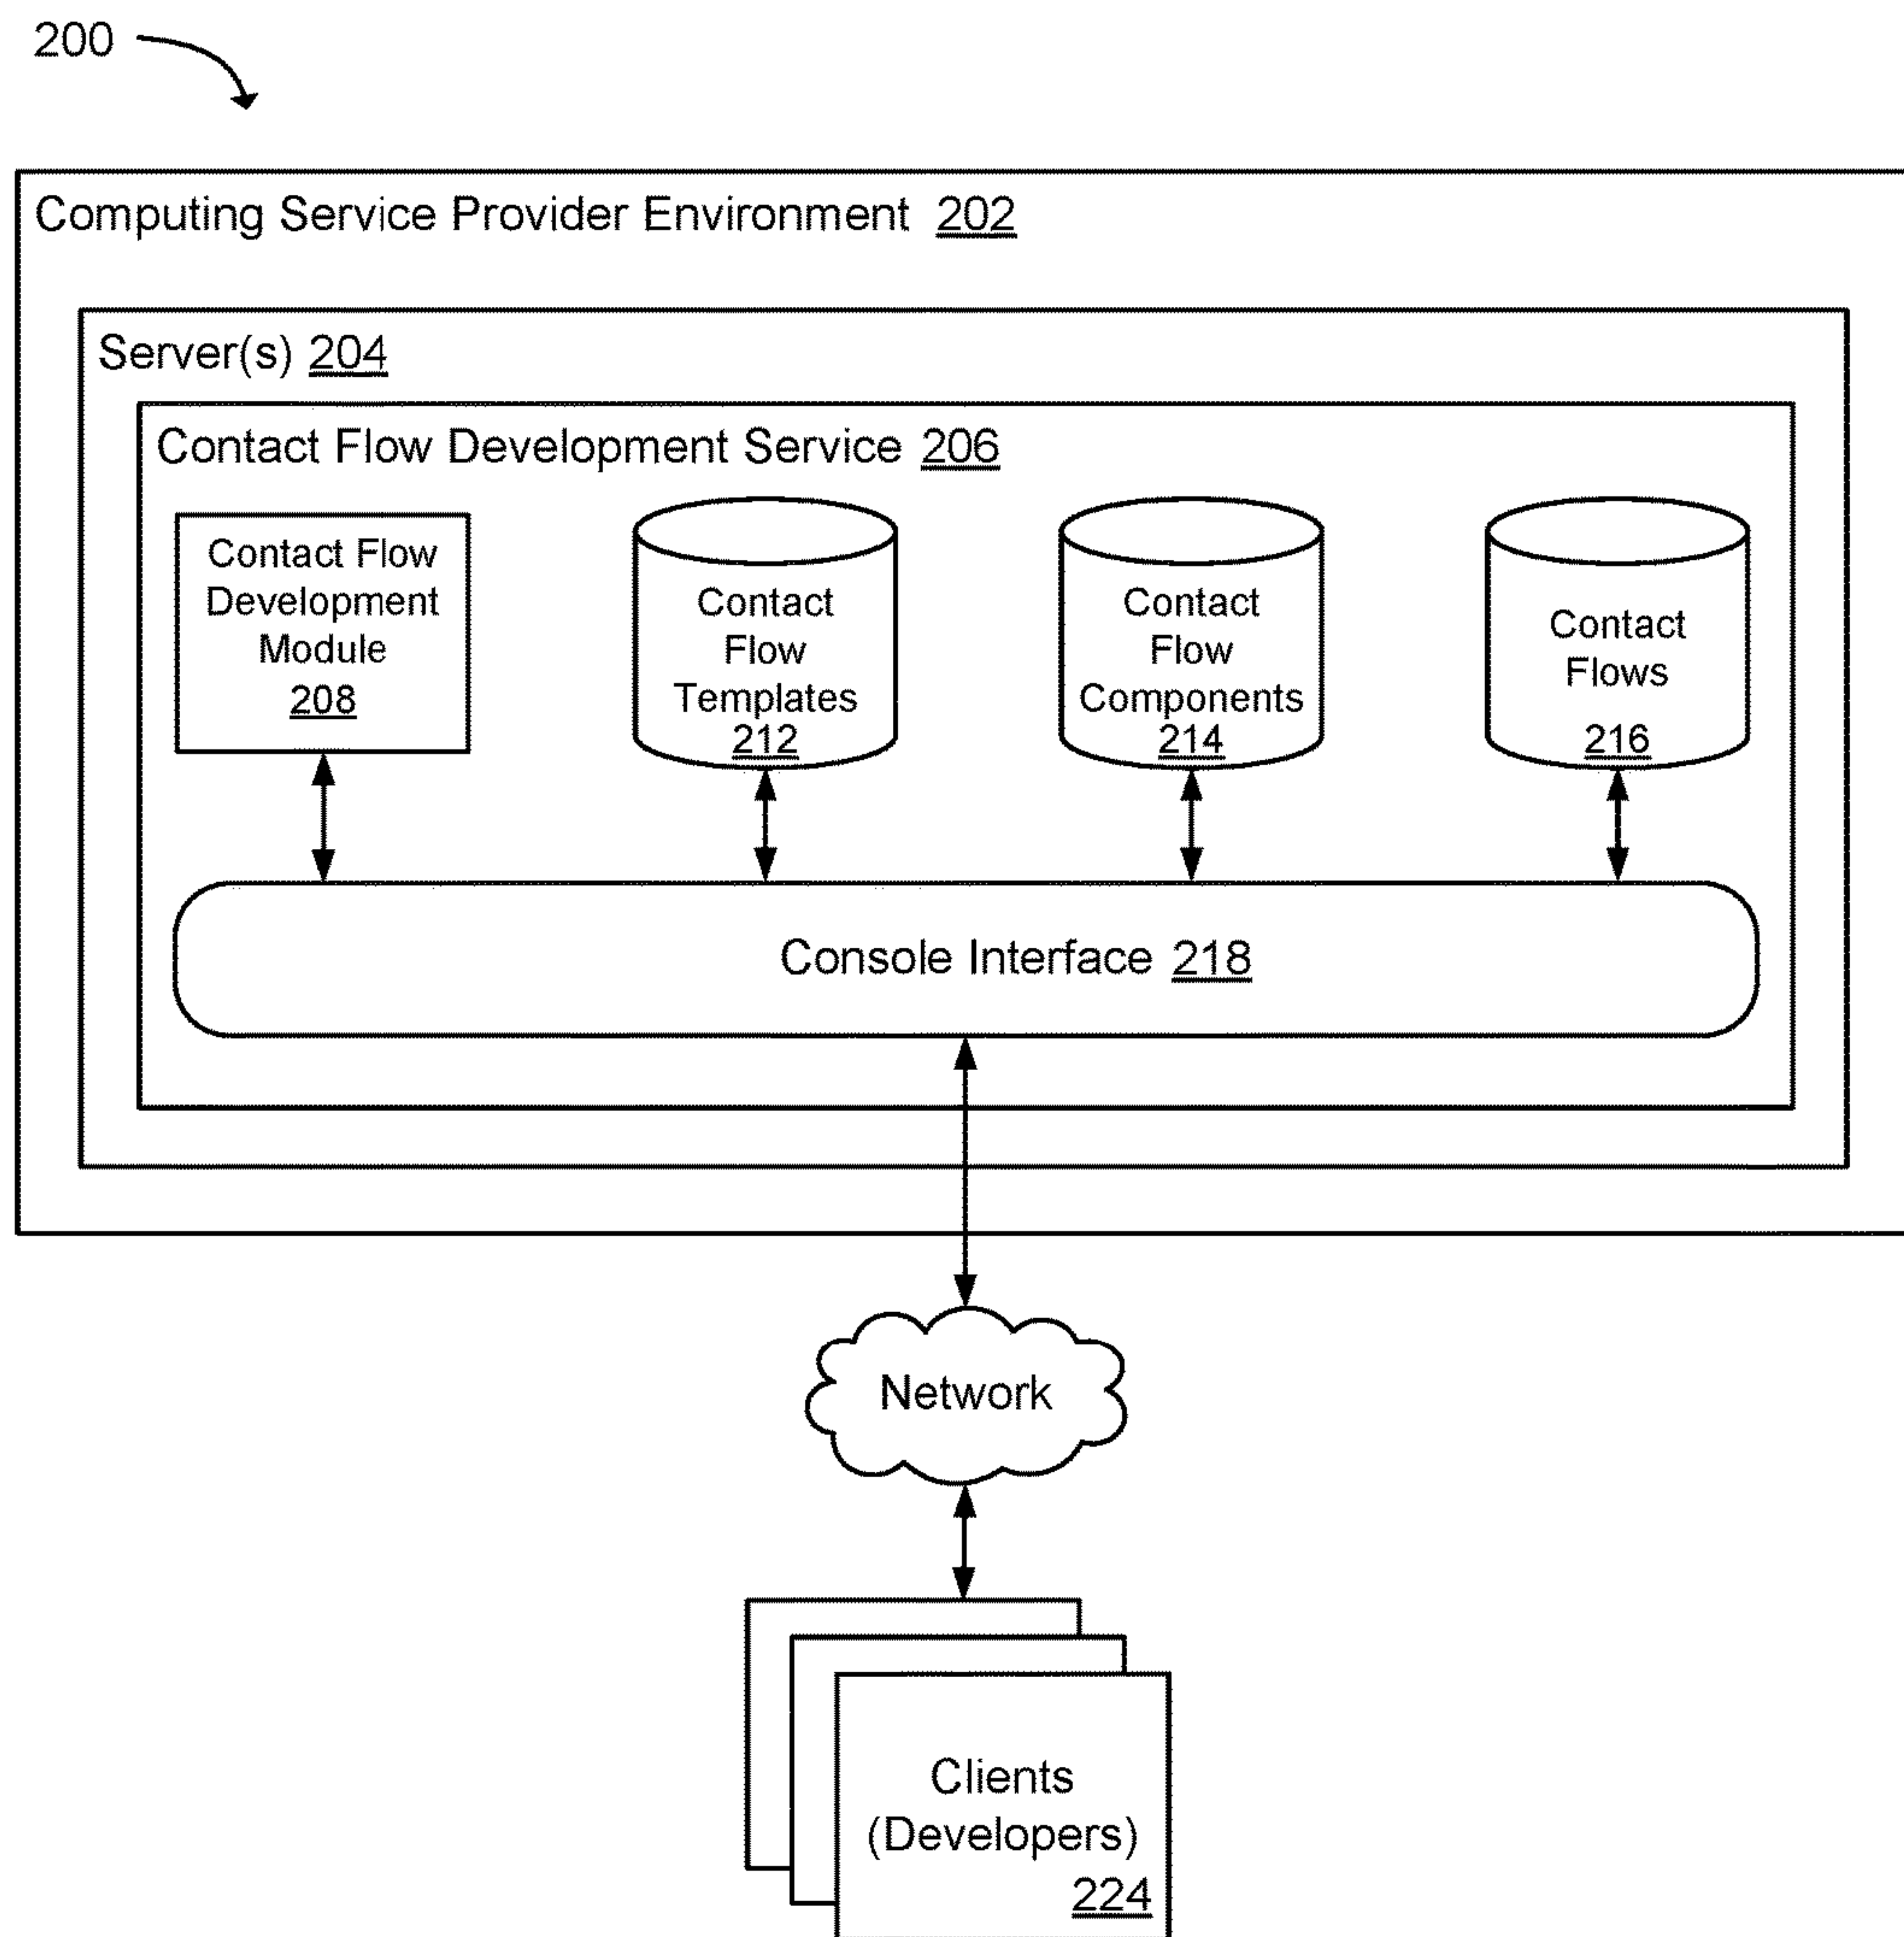 200
Computing Service Provider Environment 202
Server(s) 204
Contact Flow Development Service 206
Contact Flow
Development
Module
208
Contact
Flow
Templates
212
Contact
Flow
Components
214
Contact
Flows
216
Console Interface 218
Network
Clients
(Developers)
224